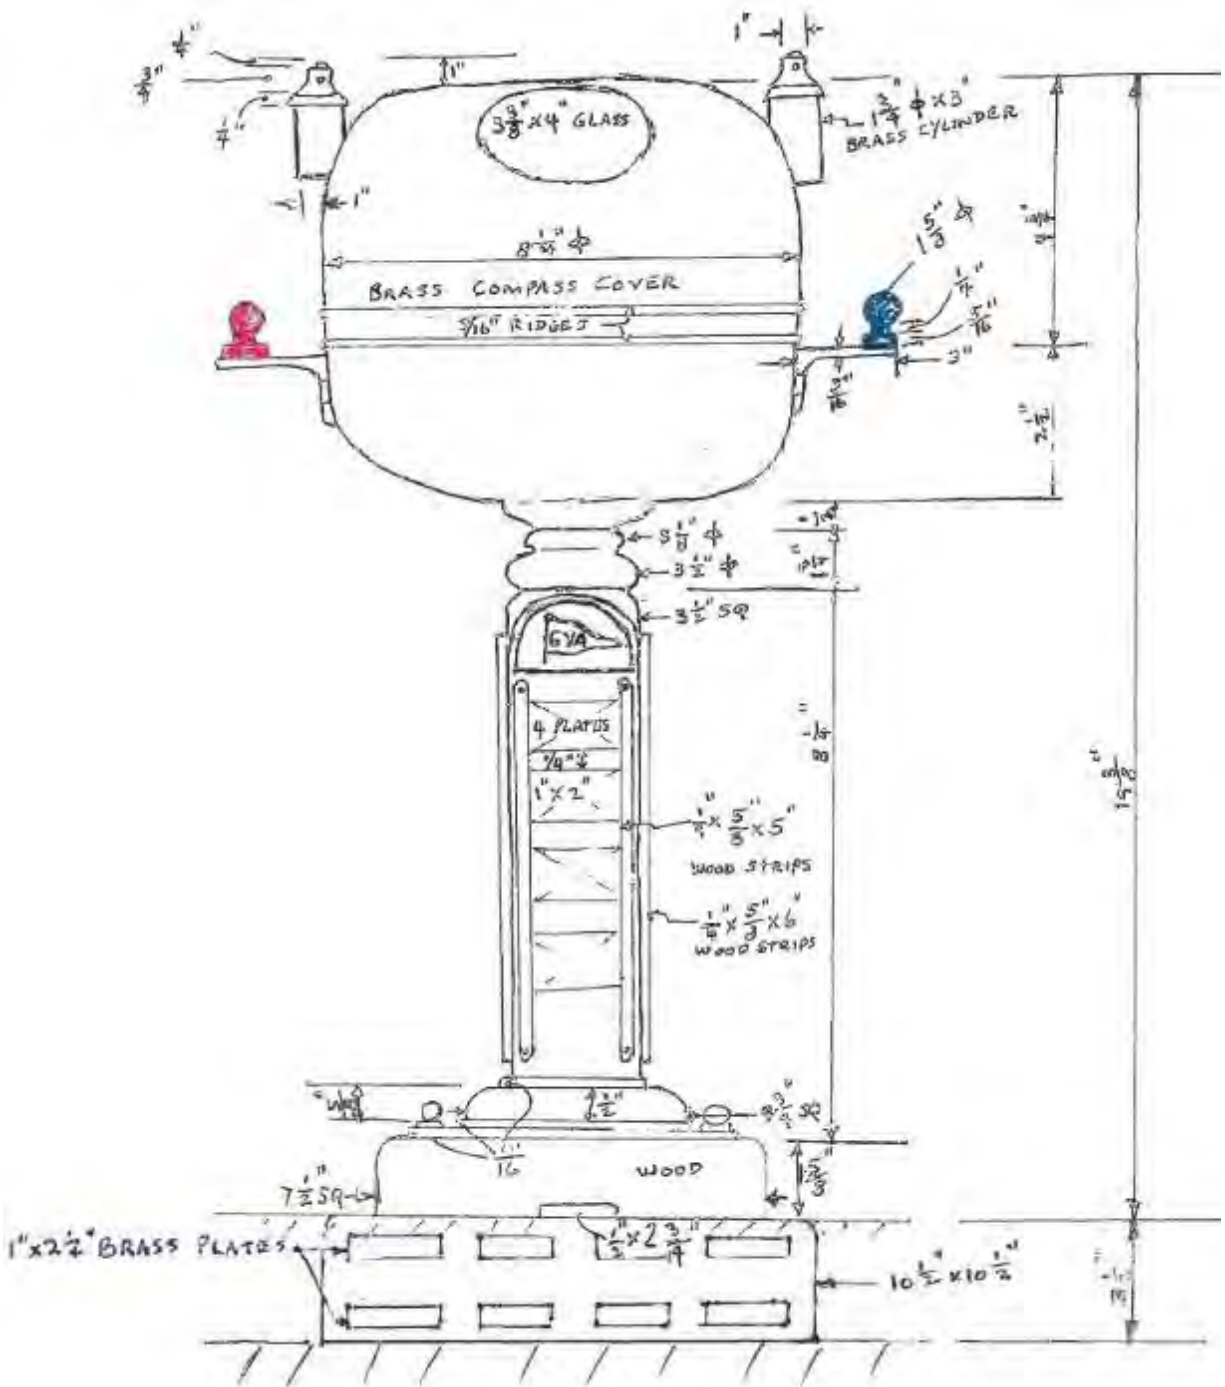 1"
1/4"
3/4"
1"
1/4"
3 3/8" x 4" GLASS
1 3/4" ϕ x 3"
BRASS CYLINDER
1"
8 1/4" ϕ
BRASS COMPASS COVER
5/16" RIDGES
1 5/8" ϕ
1/4"
5/16"
3/16"
2 1/2"
3 1/2" ϕ
3 1/2" SQ
GYA
4 PLATES
1" x 2"
WOOD STRIPS
1/4" x 5/8" x 6"
WOOD STRIPS
19 3/8"
1/2"
WOOD
7 1/2" SQ
1 5/8"
1/2" x 2 3/4"
1" x 2 1/2" BRASS PLATES
10 1/2" x 10 1/2"